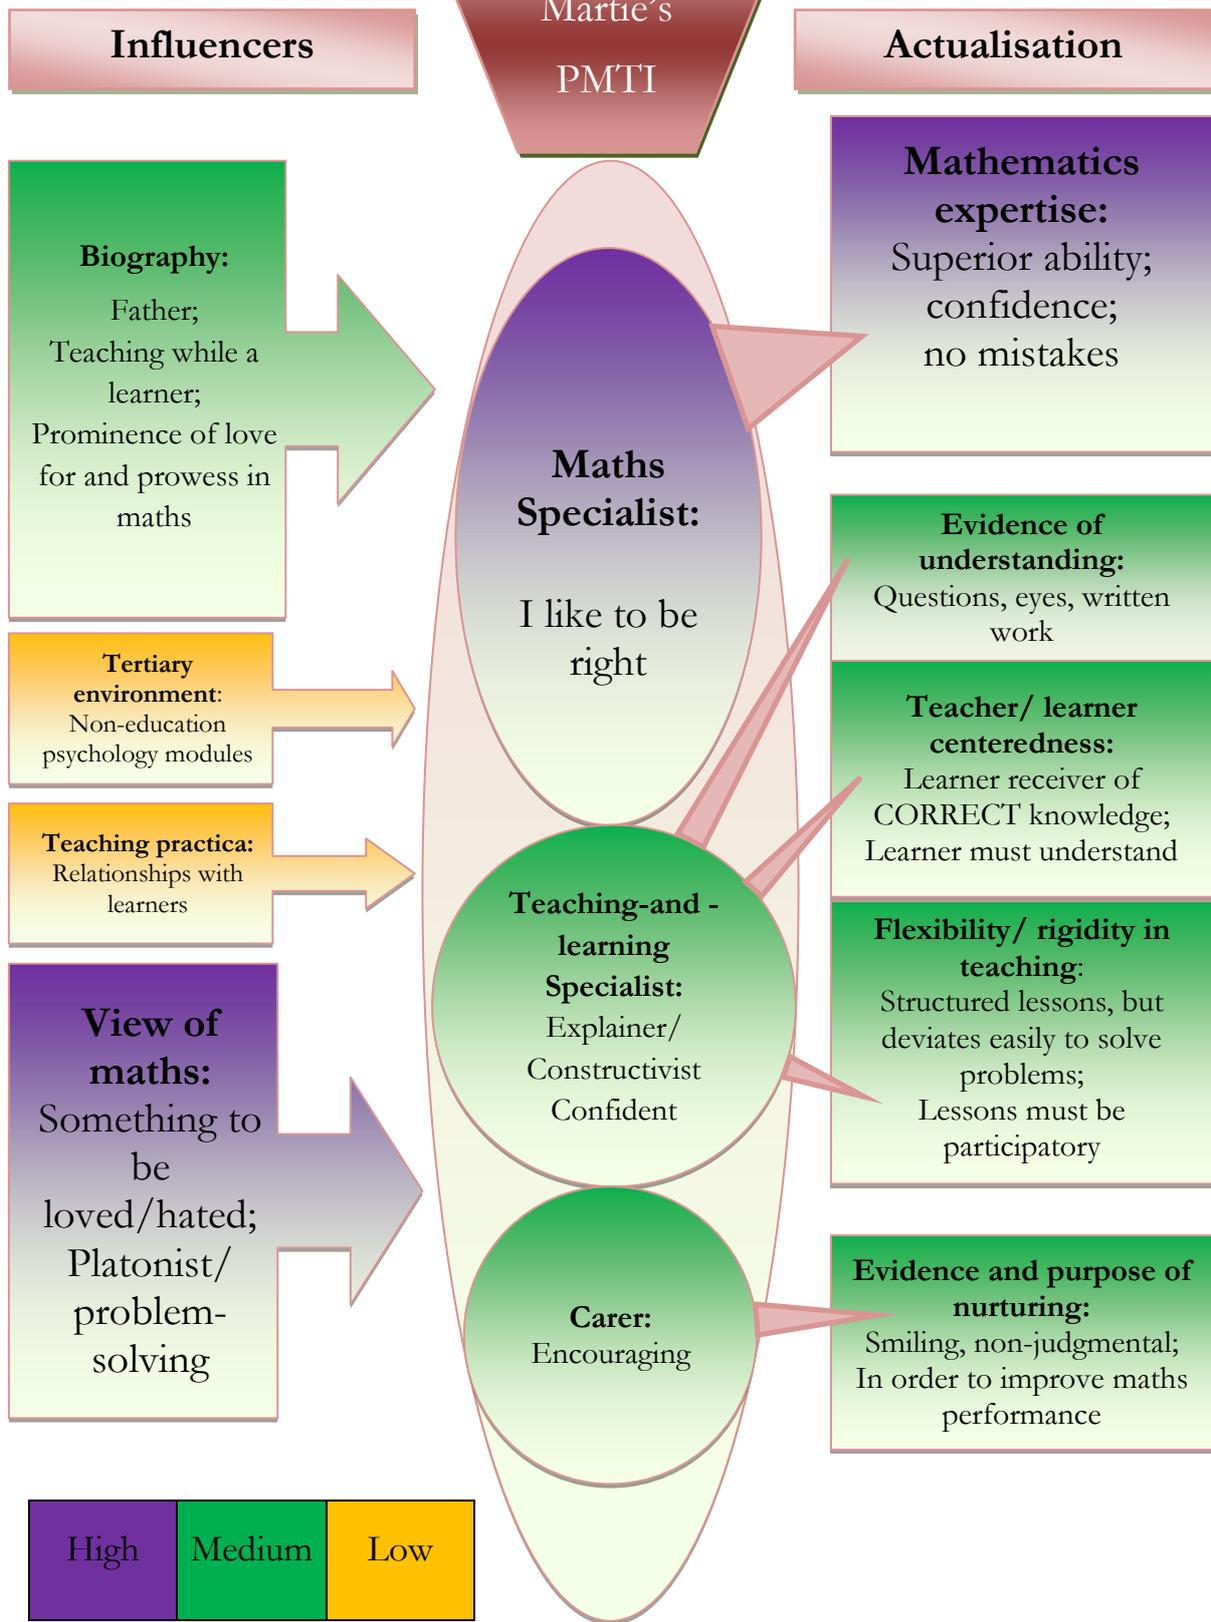 Influencers
Martie's
PMTI
Actualisation
Biography:
Father;
Teaching while a
learner;
Prominence of love
for and prowess in
maths
Tertiary
environment:
Non-education
psychology modules
Teaching practica:
Relationships with
learners
View of
maths:
Something to
be
loved/hated;
Platonist/
problem-
solving
Maths
Specialist:
I like to be
right
Teaching-and -
learning
Specialist:
Explainer/
Constructivist
Confident
Carer:
Encouraging
Mathematics
expertise:
Superior ability;
confidence;
no mistakes
Evidence of
understanding:
Questions, eyes, written
work
Teacher/ learner
centeredness:
Learner receiver of
CORRECT knowledge;
Learner must understand
Flexibility/ rigidity in
teaching:
Structured lessons, but
deviates easily to solve
problems;
Lessons must be
participatory
Evidence and purpose of
nurturing:
Smiling, non-judgmental;
In order to improve maths
performance
High
Medium
Low